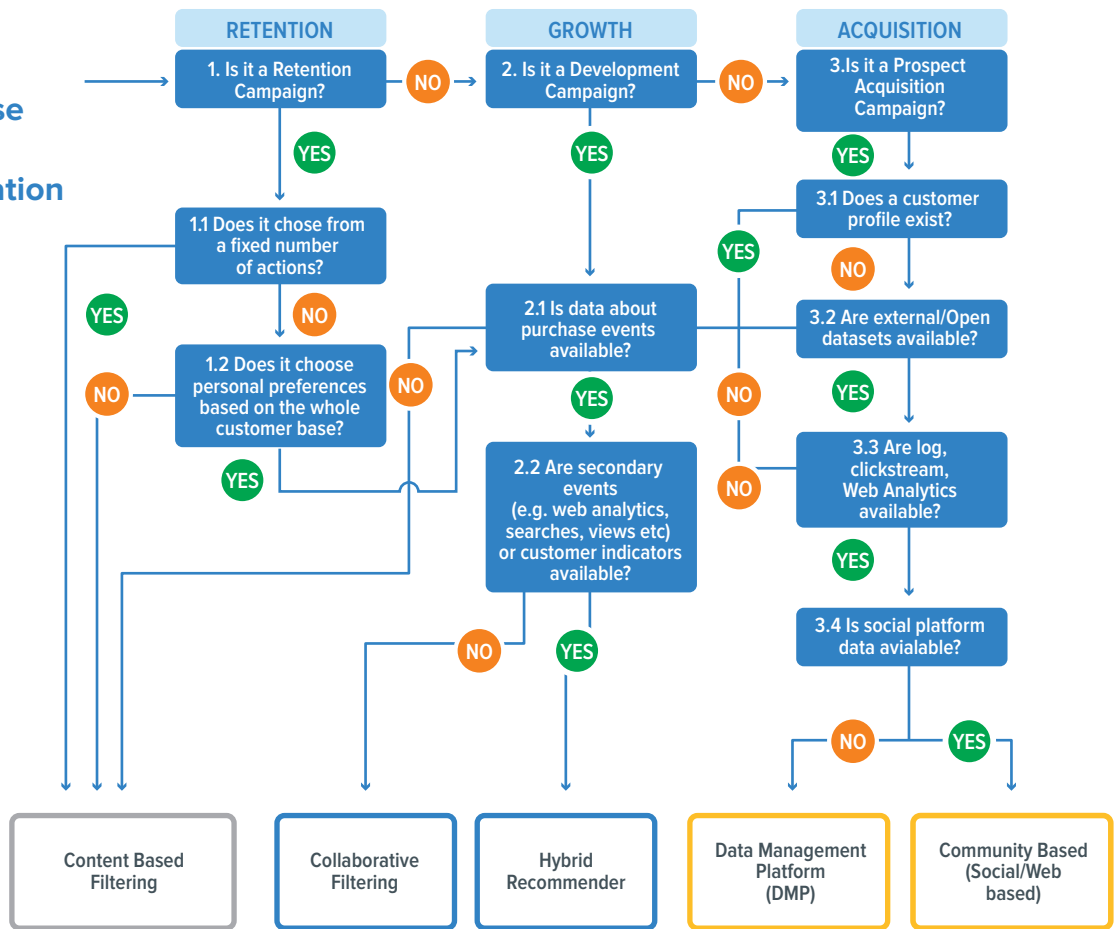 RETENTION
GROWTH
ACQUISITION
1. Is it a Retention
Campaign?
NO
2. Is it a Development
Campaign?
NO
3.Is it a Prospect
Acquisition
Campaign?
se
ation
YES
YES
YES
1.1 Does it chose from
a fixed number
of actions?
3.1 Does a customer
profile exist?
YES
NO
YES
NO
2.1 Is data about
purchase events
available?
3.2 Are external/Open
datasets available?
1.2 Does it choose
personal preferences
based on the whole
customer base?
NO
NO
YES
NO
YES
YES
2.2 Are secondary
events
(e.g. web analytics,
searches, views etc)
or customer indicators
available?
NO
3.3 Are log,
clickstream,
Web Analytics
available?
YES
NO
YES
3.4 Is social platform
data avialable?
NO
YES
Content Based
Filtering
Collaborative
Filtering
Hybrid
Recommender
Data Management
Platform
(DMP)
Community Based
(Social/Web
based)